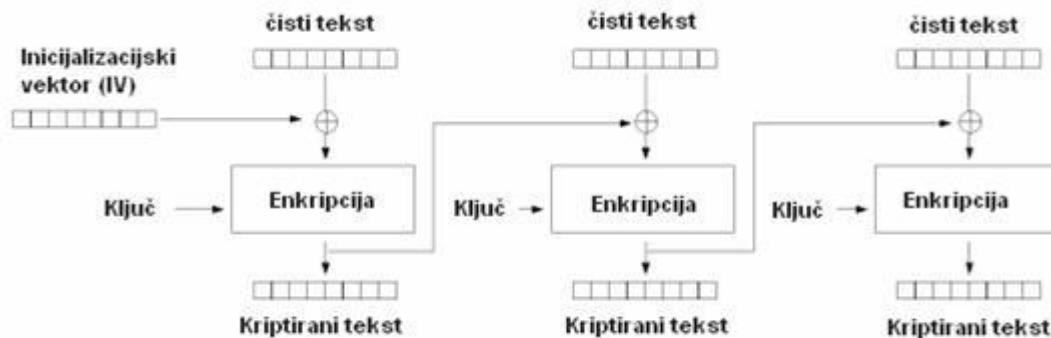 čisti tekst
čisti tekst
čisti tekst
Inicijalizacijski
vektor (IV)
Ključ
Enkripcija
Ključ
Enkripcija
Ključ
Enkripcija
Kriptirani tekst
Kriptirani tekst
Kriptirani tekst